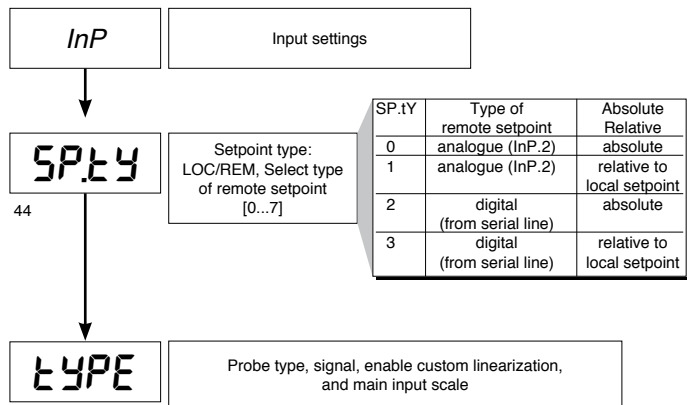 InP
Input settings
SP.tY
Setpoint type:
LOC/REM, Select type
of remote setpoint
[0...7]
44
SP.tY Type of remote setpoint Absolute Relative
0 analogue (InP.2) absolute
1 analogue (InP.2) relative to local setpoint
2 digital (from serial line) absolute
3 digital (from serial line) relative to local setpoint
tYPE
Probe type, signal, enable custom linearization,
and main input scale